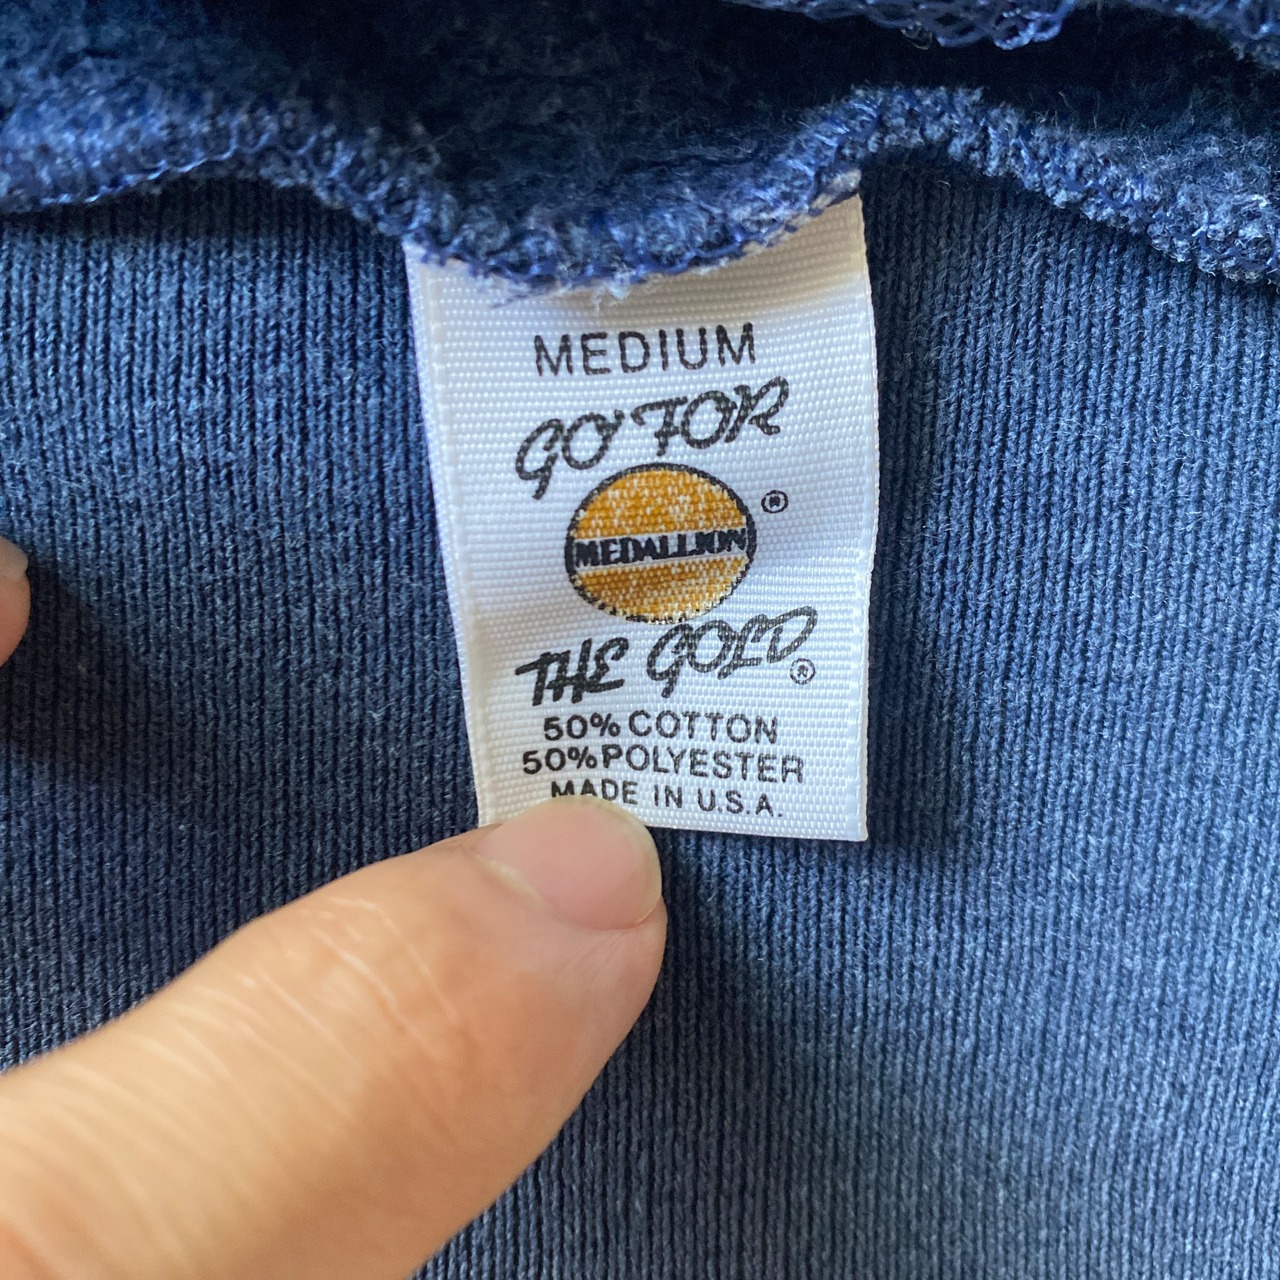 MEDIUM
GO FOR
MEDALLION ®
THE GOLD ®
50% COTTON
50% POLYESTER
MADE IN U.S.A.